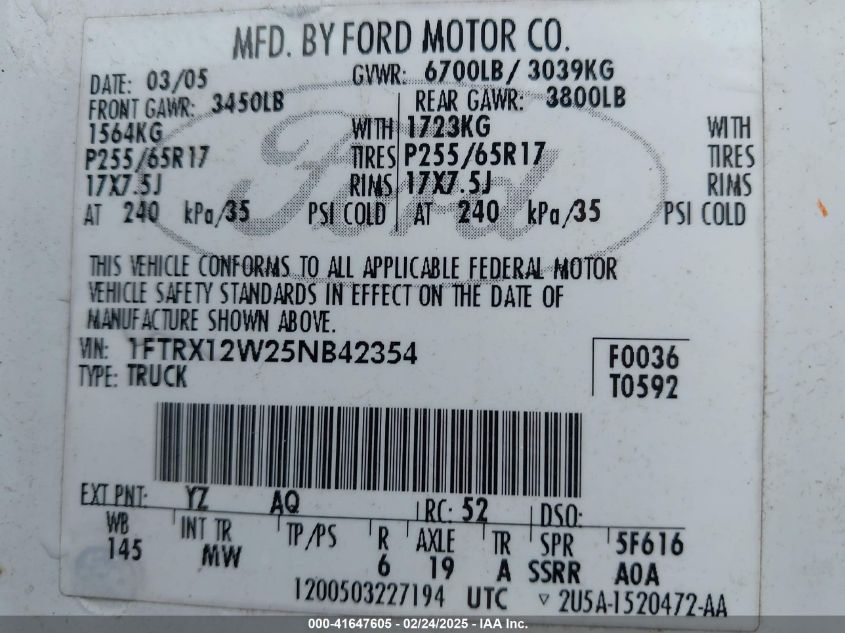 MFD. BY FORD MOTOR CO.
DATE: 03/05 GVWR: 6700LB / 3039KG
FRONT GAWR: 3450LB REAR GAWR: 3800LB
1564KG WITH 1723KG WITH
P255/65R17 TIRES P255/65R17 TIRES
17X7.5J RIMS 17X7.5J RIMS
AT 240 kPa/35 PSI COLD AT 240 kPa/35 PSI COLD
Ford
THIS VEHICLE CONFORMS TO ALL APPLICABLE FEDERAL MOTOR
VEHICLE SAFETY STANDARDS IN EFFECT ON THE DATE OF
MANUFACTURE SHOWN ABOVE.
VIN: 1FTRX12W25NB42354 F0036
TYPE: TRUCK T0592
EXT PNT: YZ AQ RC: 52 DSO:
WB INT TR TP/PS R AXLE TR SPR 5F616
145 MW 6 19 A SSRR A0A
1200503227194 UTC ▽ 2U5A-1520472-AA
000-41647605 - 02/24/2025 - IAAI Inc.